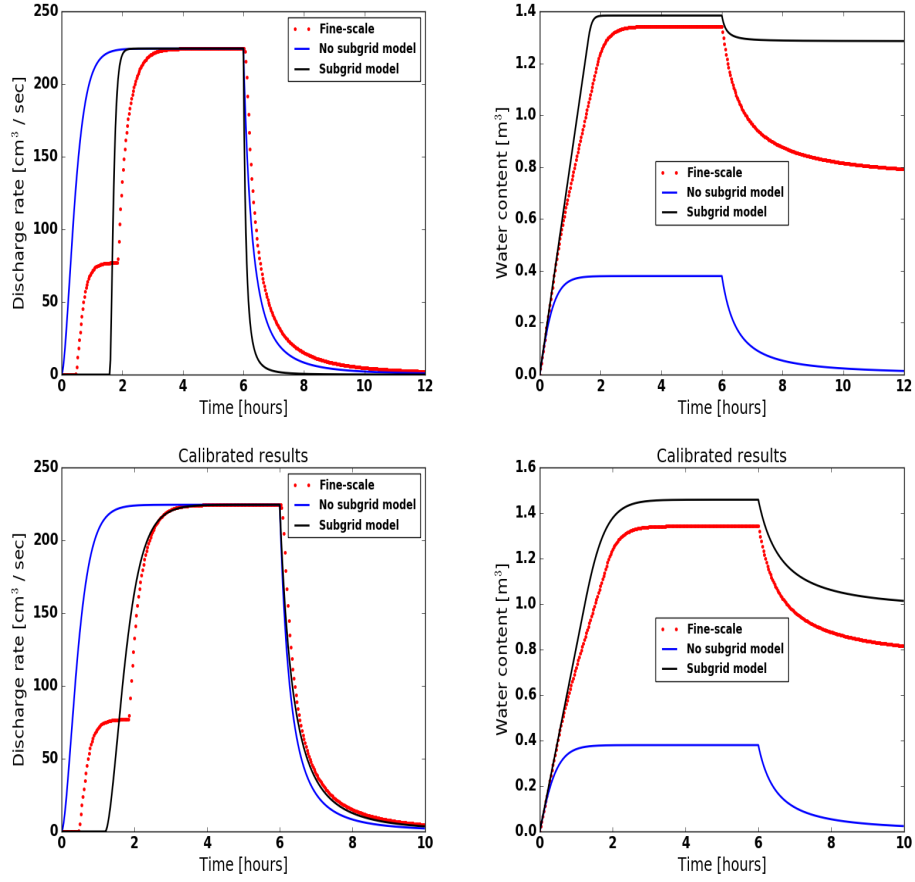 250
200
150
100
50
0
Discharge rate [cm³ / sec]
0 2 4 6 8 10 12
Time [hours]
Fine-scale
No subgrid model
Subgrid model
1.6
1.4
1.2
1.0
0.8
0.6
0.4
0.2
0.0
Water content [m³]
0 2 4 6 8 10 12
Time [hours]
Fine-scale
No subgrid model
Subgrid model
Calibrated results
250
200
150
100
50
0
Discharge rate [cm³ / sec]
0 2 4 6 8 10
Time [hours]
Fine-scale
No subgrid model
Subgrid model
Calibrated results
1.6
1.4
1.2
1.0
0.8
0.6
0.4
0.2
0.0
Water content [m³]
0 2 4 6 8 10
Time [hours]
Fine-scale
No subgrid model
Subgrid model